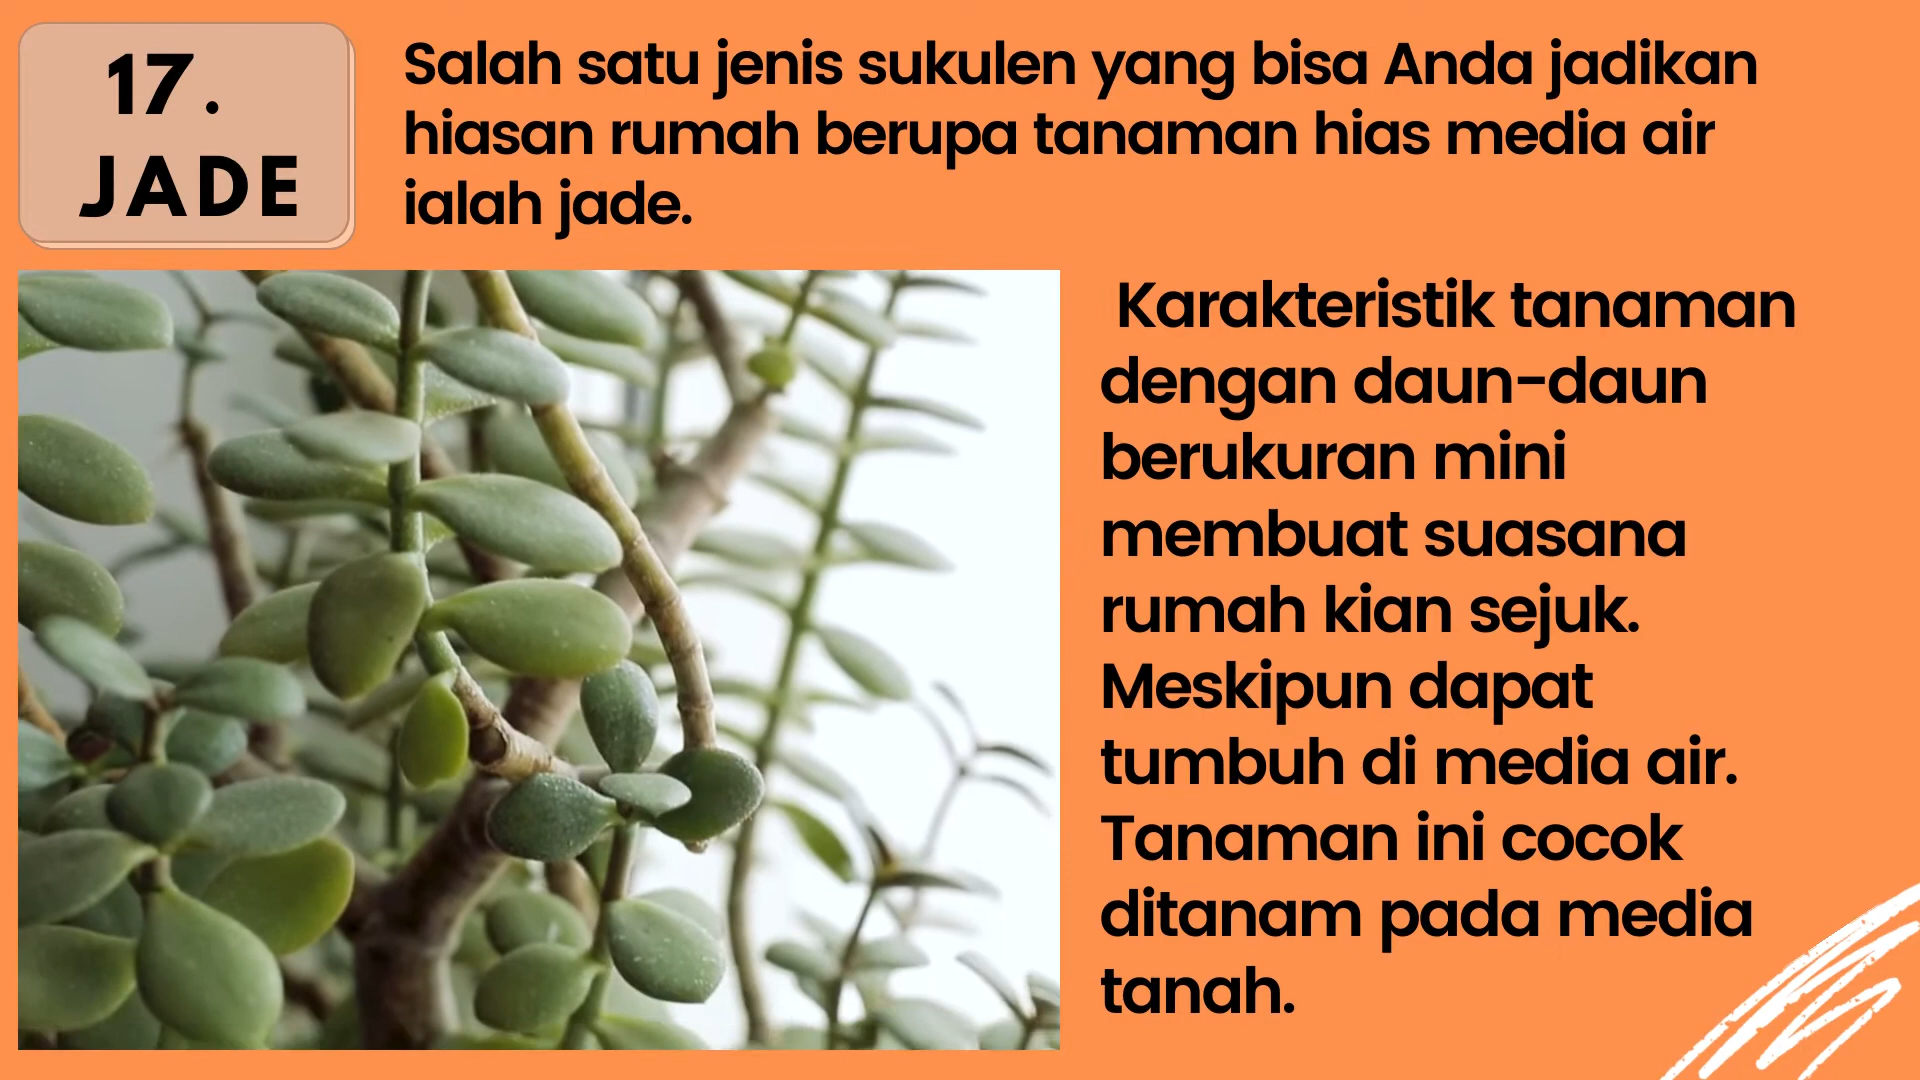 17.
JADE
Salah satu jenis sukulen yang bisa Anda jadikan
hiasan rumah berupa tanaman hias media air
ialah jade.
Karakteristik tanaman
dengan daun-daun
berukuran mini
membuat suasana
rumah kian sejuk.
Meskipun dapat
tumbuh di media air.
Tanaman ini cocok
ditanam pada media
tanah.